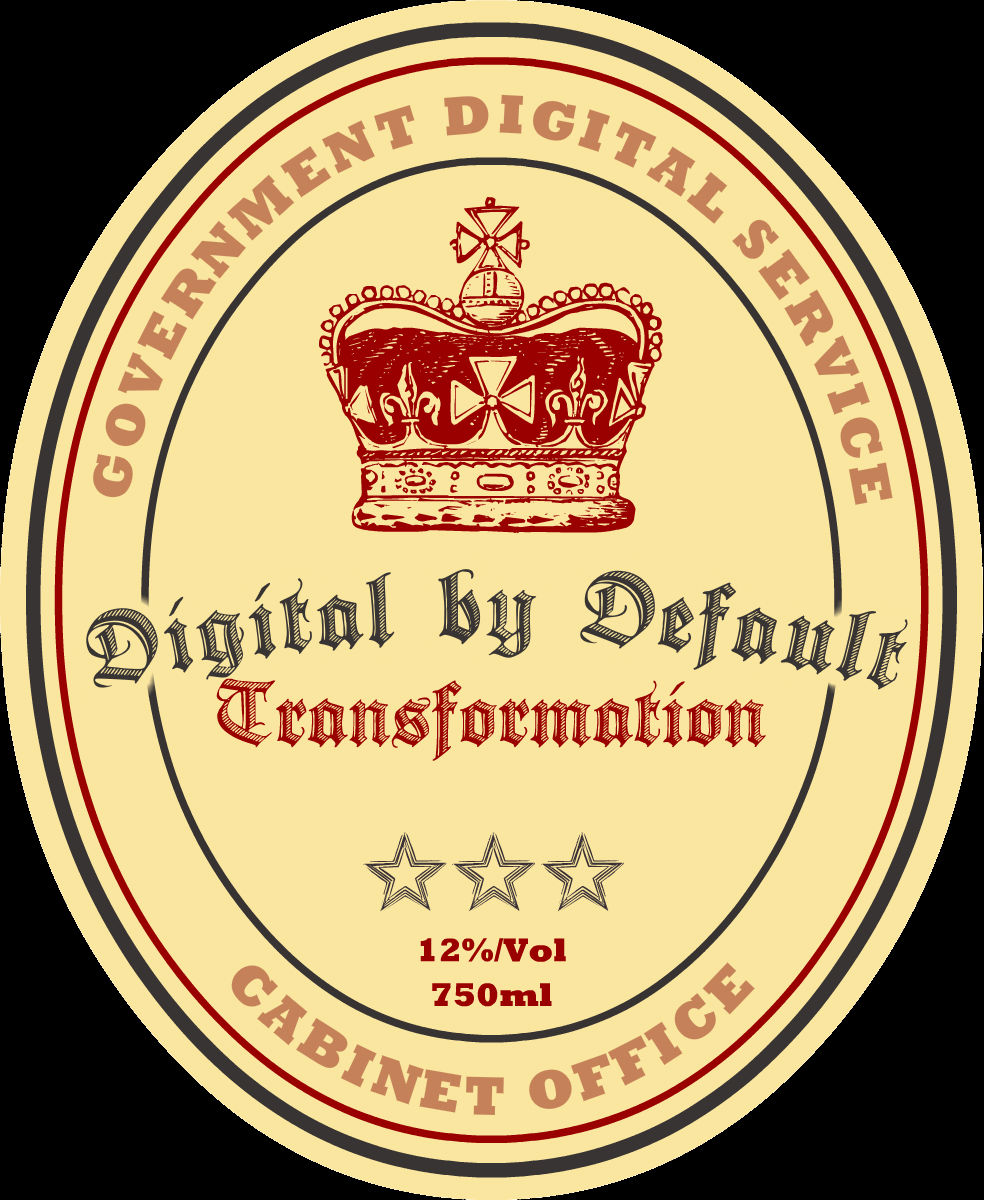 GOVERNMENT DIGITAL SERVICE
Digital by Default
Transformation
12%/Vol
750ml
CABINET OFFICE